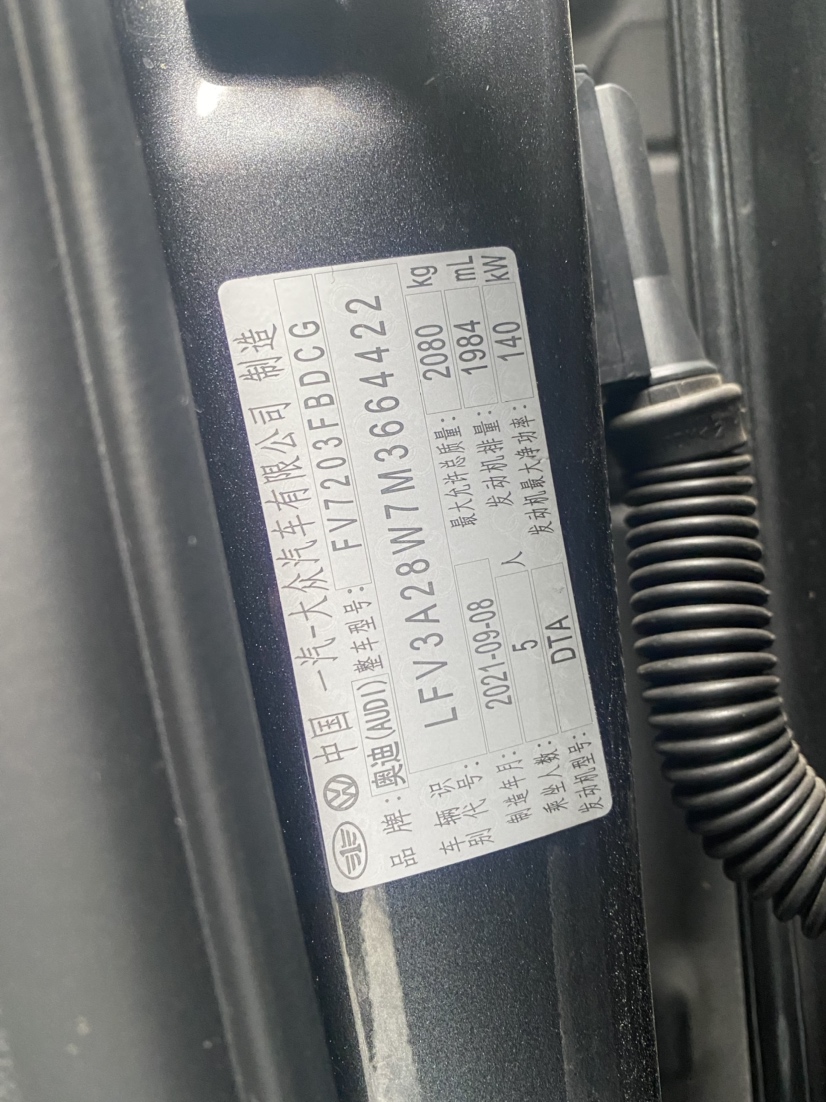 中国 一汽-大众汽车有限公司 制造
品牌:奥迪(AUDI) 整车型号: FV7203FBDCG
车辆识别代号: LFV3A28W7M3664422
制造年月: 2021-09-08 最大允许总质量: 2080 kg
乘坐人数: 5 人 发动机排量: 1984 mL
发动机型号: DTA 发动机最大净功率: 140 kW